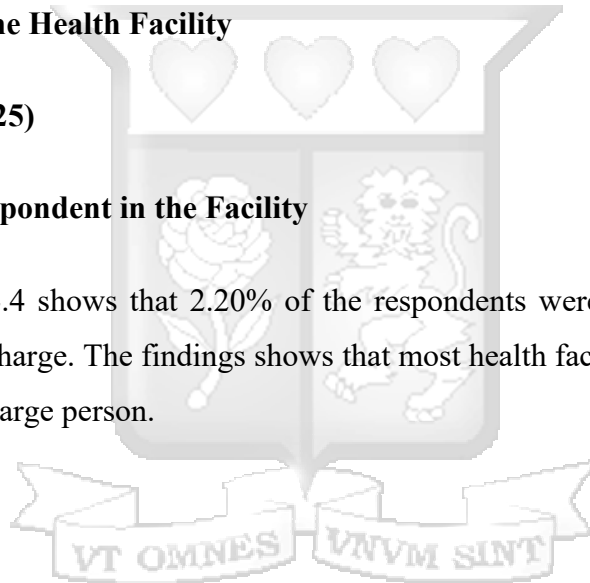 ne Health Facility
25)
pondent in the Facility
.4 shows that 2.20% of the respondents were
harge. The findings shows that most health fac
arge person.
VT OMNES VNVM SINT